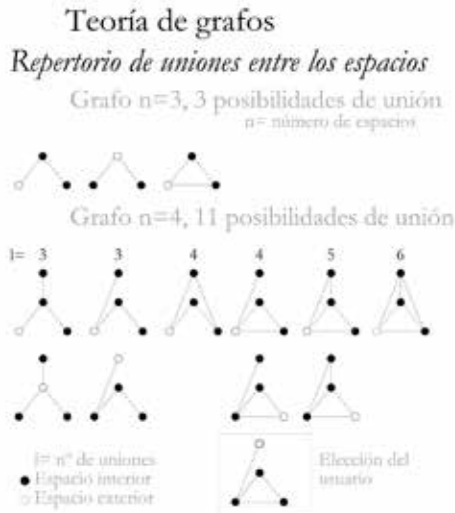 Teoría de grafos
Repertorio de uniones entre los espacios
Grafo n=3, 3 posibilidades de unión
n= número de espacios
Grafo n=4, 11 posibilidades de unión
l= 3 3 4 4 5 6
l= nº de uniones
Espacio interior
Espacio exterior
Elección del
usuario